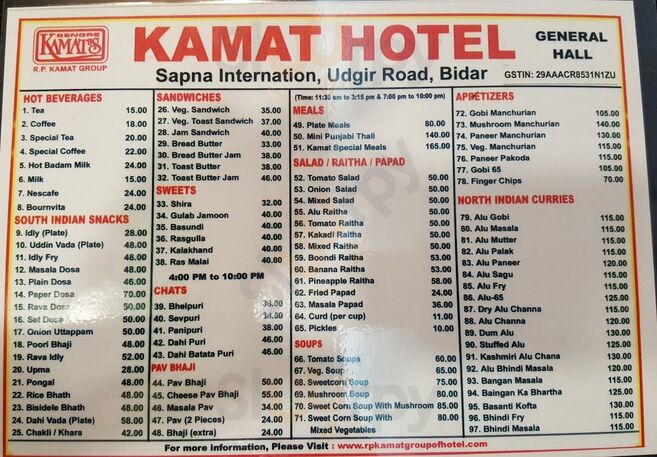 BENGRE
KAMAT'S
R.P. KAMAT GROUP
KAMAT HOTEL
GENERAL HALL
Sapna Internation, Udgir Road, Bidar
GSTIN: 29AAACR8531N1ZU
HOT BEVERAGES
1. Tea 15.00
2. Coffee 18.00
3. Special Tea 20.00
4. Special Coffee 22.00
5. Hot Badam Milk 24.00
6. Milk 15.00
7. Nescafe 24.00
8. Bournvita 24.00
SOUTH INDIAN SNACKS
9. Idly (Plate) 28.00
10. Uddin Vada (Plate) 48.00
11. Idly Fry 48.00
12. Masala Dosa 50.00
13. Plain Dosa 46.00
14. Paper Dosa 70.00
15. Rava Dosa 50.00
16. Set Dosa 50.00
17. Onion Uttappam 50.00
18. Poori Bhaji 48.00
19. Rava Idly 52.00
20. Upma 28.00
21. Pongal 48.00
22. Rice Bhath 48.00
23. Bisidele Bhath 48.00
24. Dahi Vada (Plate) 58.00
25. Chakli / Khara 42.00
SANDWICHES
26. Veg. Sandwich 35.00
27. Veg. Toast Sandwich 37.00
28. Jam Sandwich 40.00
29. Bread Butter 33.00
30. Bread Butter Jam 38.00
31. Toast Butter 38.00
32. Toast Butter Jam 46.00
SWEETS
33. Shira 32.00
34. Gulab Jamoon 40.00
35. Basundi 40.00
36. Rasgulla 40.00
37. Kalakhand 40.00
38. Ras Malai 40.00
4:00 PM to 10:00 PM
CHATS
39. Bhelpuri 36.00
40. Sevpuri 38.00
41. Panipuri 38.00
42. Dahi Puri 46.00
43. Dahi Batata Puri 46.00
PAV BHAJI
44. Pav Bhaji 50.00
45. Cheese Pav Bhaji 55.00
46. Masala Pav 34.00
47. Pav (2 Pieces) 24.00
48. Bhaji (extra) 24.00
(Time: 11:30 am to 3:15 pm & 7:00 pm to 10:00 pm)
MEALS
49. Plate Meals 80.00
50. Mini Punjabi Thali 140.00
51. Kamat Special Meals 165.00
SALAD / RAITHA / PAPAD
52. Tomato Salad 50.00
53. Onion Salad 50.00
54. Mixed Salad 50.00
55. Alu Raitha 50.00
56. Tomato Raitha 50.00
57. Kakadi Raitha 50.00
58. Mixed Raitha 50.00
59. Boondi Raitha 53.00
60. Banana Raitha 53.00
61. Pineapple Raitha 58.00
62. Fried Papad 24.00
63. Masala Papad 36.00
64. Curd (per cup) 11.00
65. Pickles 10.00
SOUPS
66. Tomato Soups 60.00
67. Veg. Soup 65.00
68. Sweetcorn Soup 75.00
69. Mushroom Soup 80.00
70. Sweet Corn Soup With Mushroom 85.00
71. Sweet Corn Soup With 80.00
Mixed Vegetables
APPETIZERS
72. Gobi Manchurian 105.00
73. Mushroom Manchurian 140.00
74. Paneer Manchurian 130.00
75. Veg. Manchurian 115.00
76. Paneer Pakoda 115.00
77. Gobi 65 105.00
78. Finger Chips 70.00
NORTH INDIAN CURRIES
79. Alu Gobi 115.00
80. Alu Masala 115.00
81. Alu Mutter 115.00
82. Alu Palak 115.00
83. Alu Paneer 120.00
84. Alu Sagu 115.00
85. Alu Fry 115.00
86. Alu-65 125.00
87. Dry Alu Masala 115.00
88. Alu Channa 120.00
89. Dum Alu 130.00
90. Stuffed Alu 125.00
91. Kashmiri Alu Chana 130.00
92. Alu Bhindi Masala 120.00
93. Bangan Masala 115.00
94. Baingan Ka Bhartha 125.00
95. Basanti Kofta 130.00
96. Bhindi Fry 115.00
97. Bhindi Masala 115.00
For more information, Please Visit : www.rpkamatgroupofhotel.com